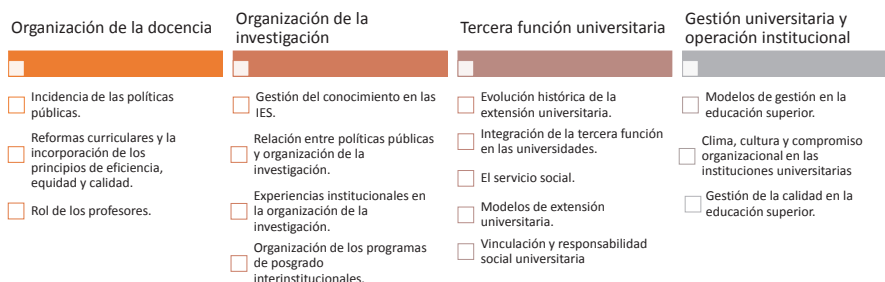 Organización de la docencia
Incidencia de las políticas
públicas.
Reformas curriculares y la
incorporación de los
principios de eficiencia,
equidad y calidad.
Rol de los profesores.
Organización de la
investigación
Gestión del conocimiento en las
IES.
Relación entre políticas públicas
y organización de la
investigación.
Experiencias institucionales en
la organización de la
investigación.
Organización de los programas
de posgrado
interinstitucionales.
Tercera función universitaria
Evolución histórica de la
extensión universitaria.
Integración de la tercera función
en las universidades.
El servicio social.
Modelos de extensión
universitaria.
Vinculación y responsabilidad
social universitaria
Gestión universitaria y
operación institucional
Modelos de gestión en la
educación superior.
Clima, cultura y compromiso
organizacional en las
instituciones universitarias
Gestión de la calidad en la
educación superior.